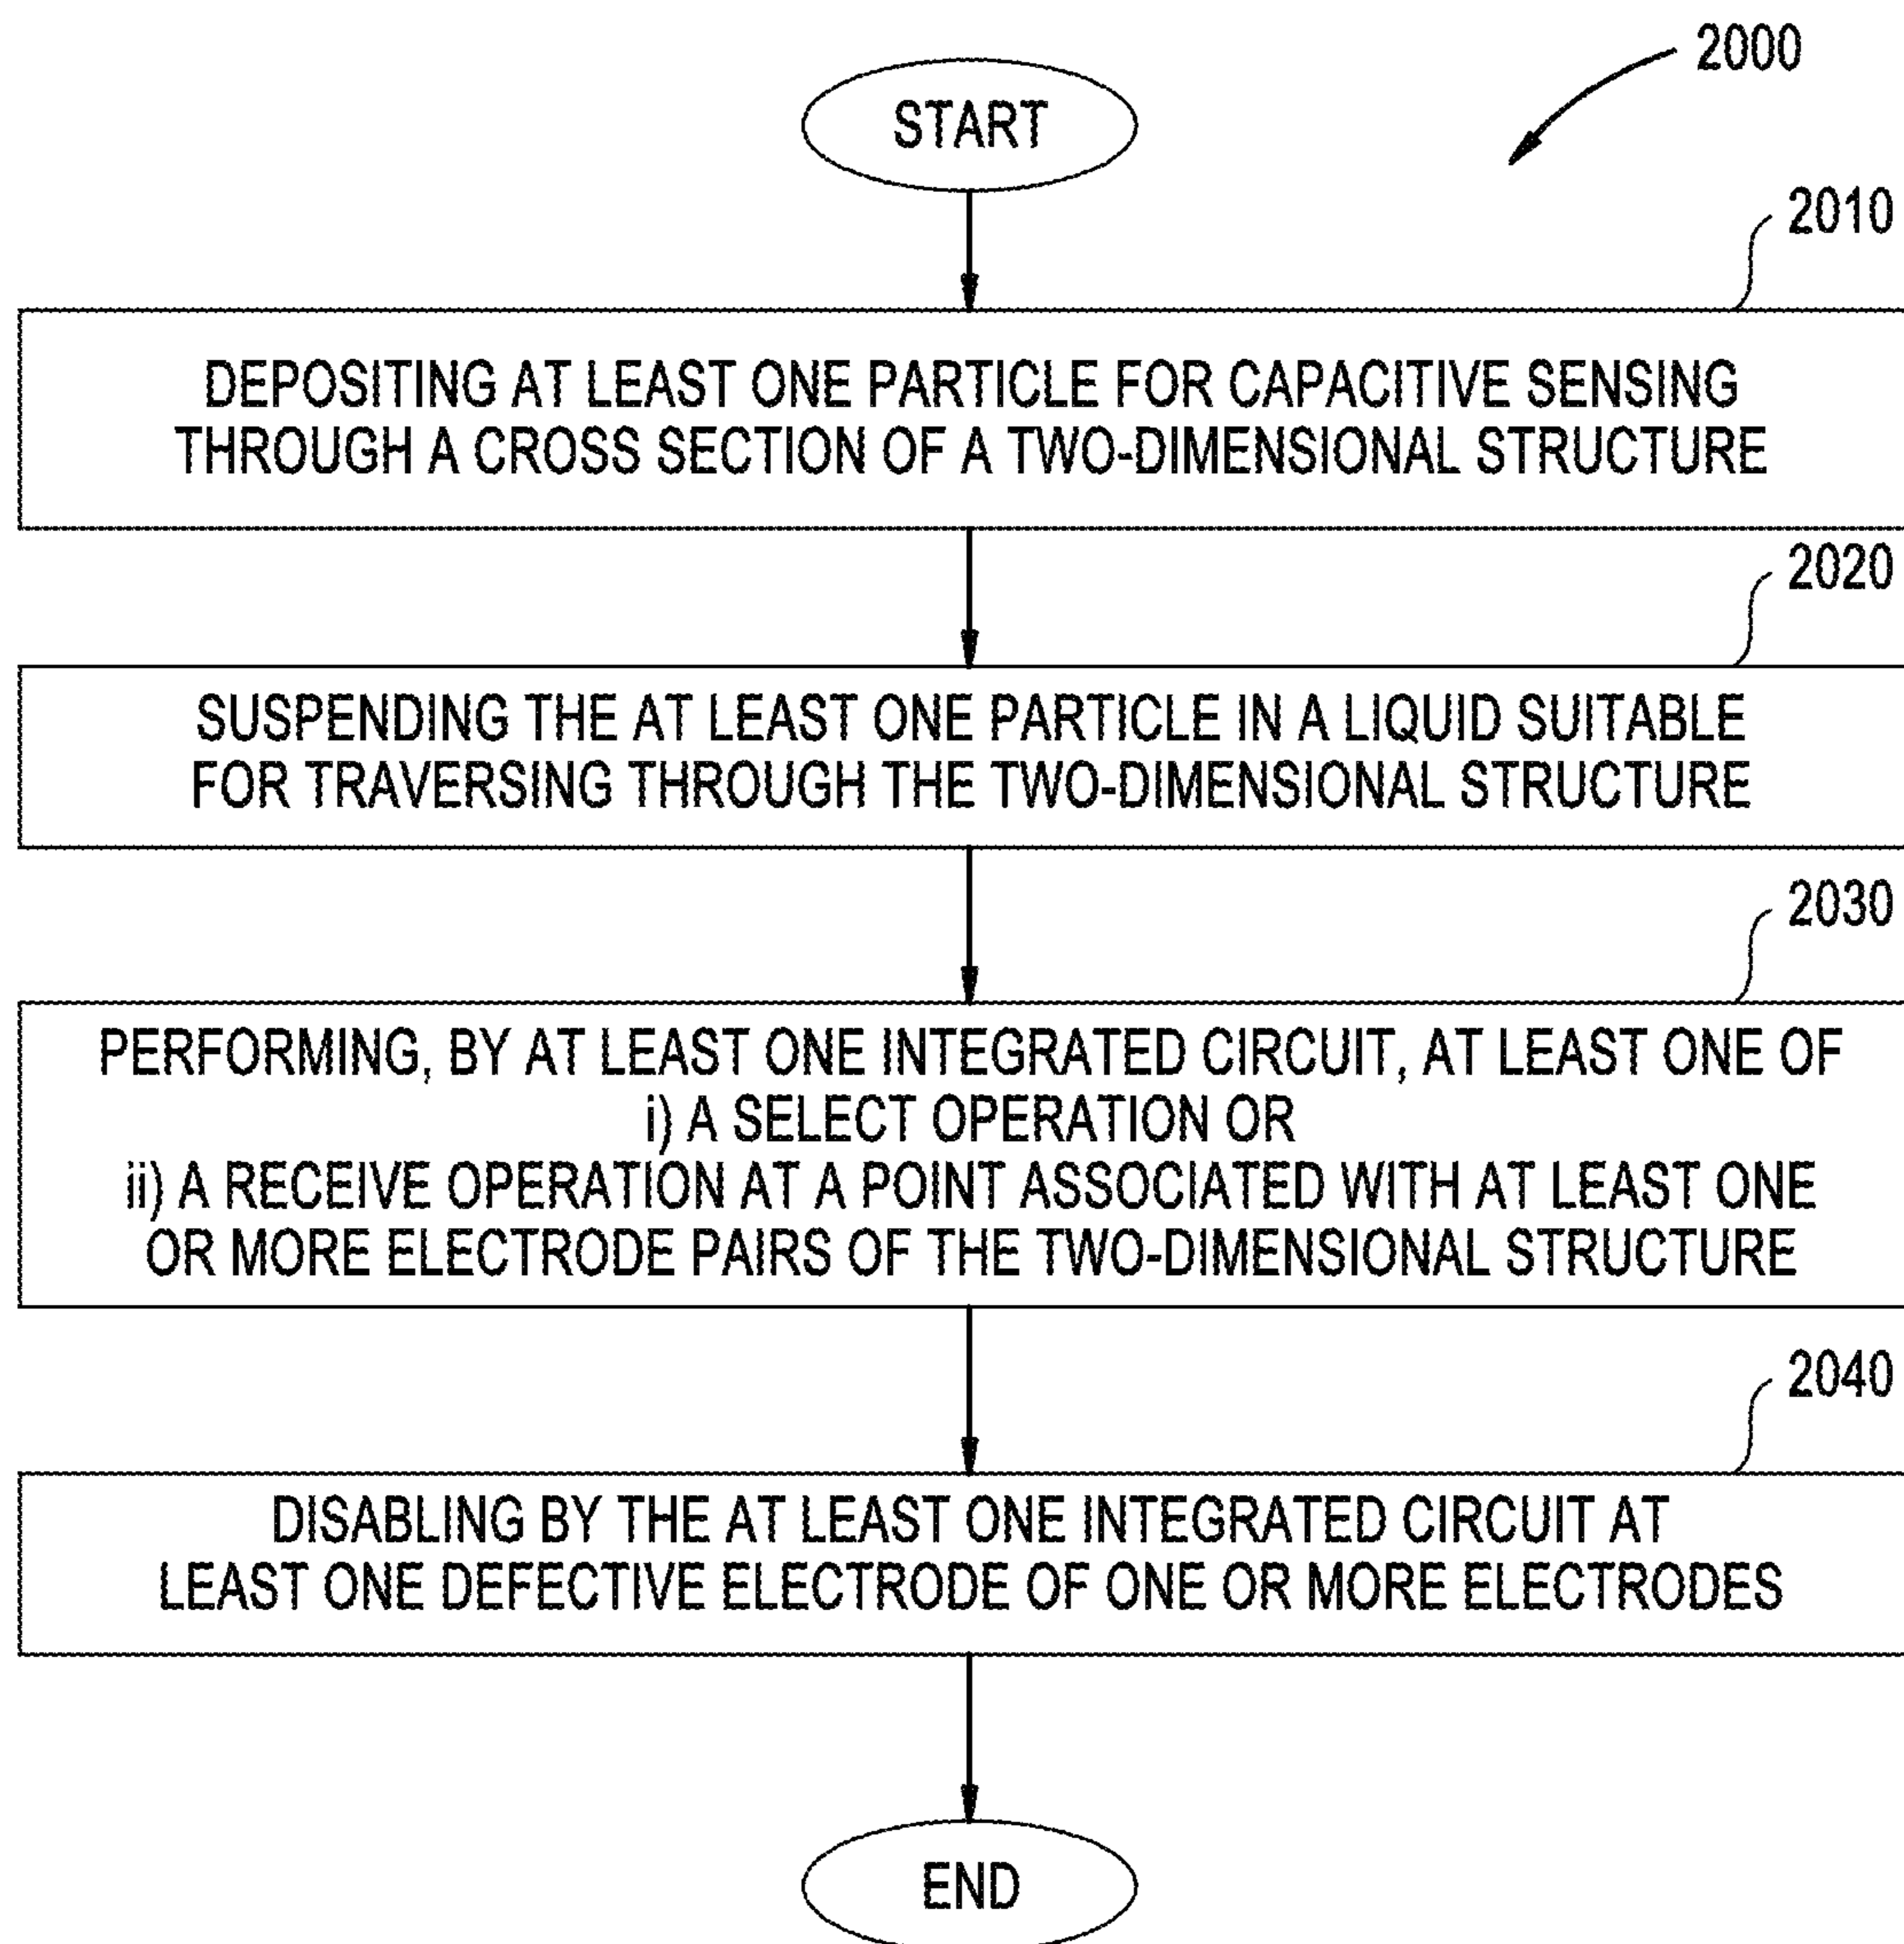 2000
START
2010
DEPOSITING AT LEAST ONE PARTICLE FOR CAPACITIVE SENSING
THROUGH A CROSS SECTION OF A TWO-DIMENSIONAL STRUCTURE
2020
SUSPENDING THE AT LEAST ONE PARTICLE IN A LIQUID SUITABLE
FOR TRAVERSING THROUGH THE TWO-DIMENSIONAL STRUCTURE
2030
PERFORMING, BY AT LEAST ONE INTEGRATED CIRCUIT, AT LEAST ONE OF
i) A SELECT OPERATION OR
ii) A RECEIVE OPERATION AT A POINT ASSOCIATED WITH AT LEAST ONE
OR MORE ELECTRODE PAIRS OF THE TWO-DIMENSIONAL STRUCTURE
2040
DISABLING BY THE AT LEAST ONE INTEGRATED CIRCUIT AT
LEAST ONE DEFECTIVE ELECTRODE OF ONE OR MORE ELECTRODES
END